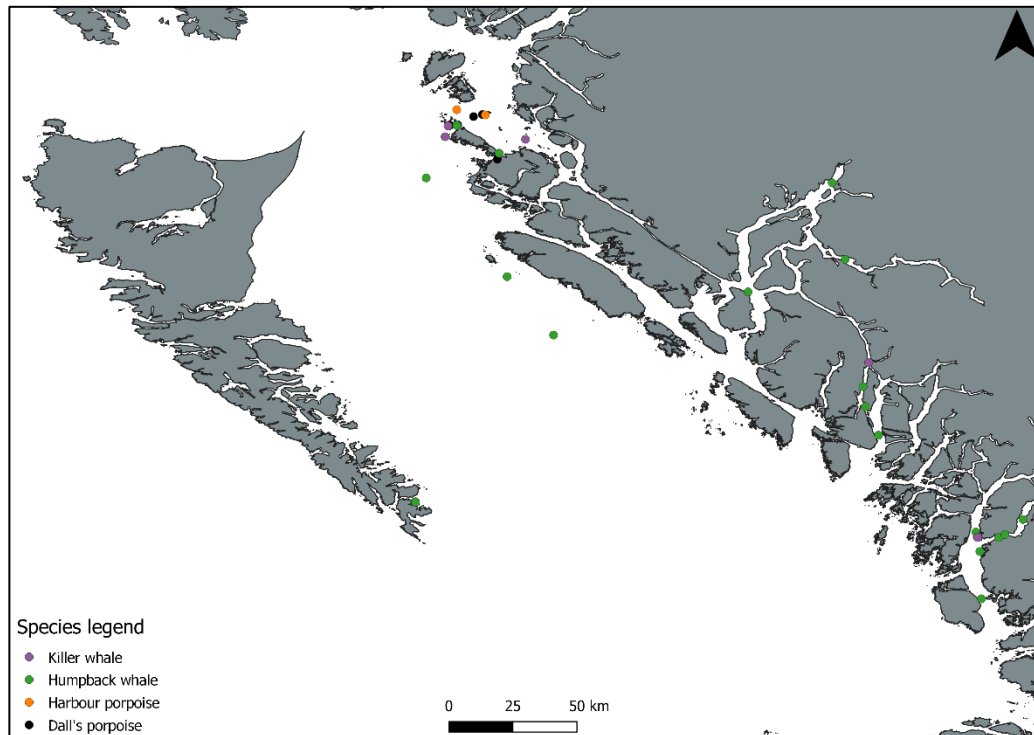 Species legend
Killer whale
Humpback whale
Harbour porpoise
Dall's porpoise
0 25 50 km